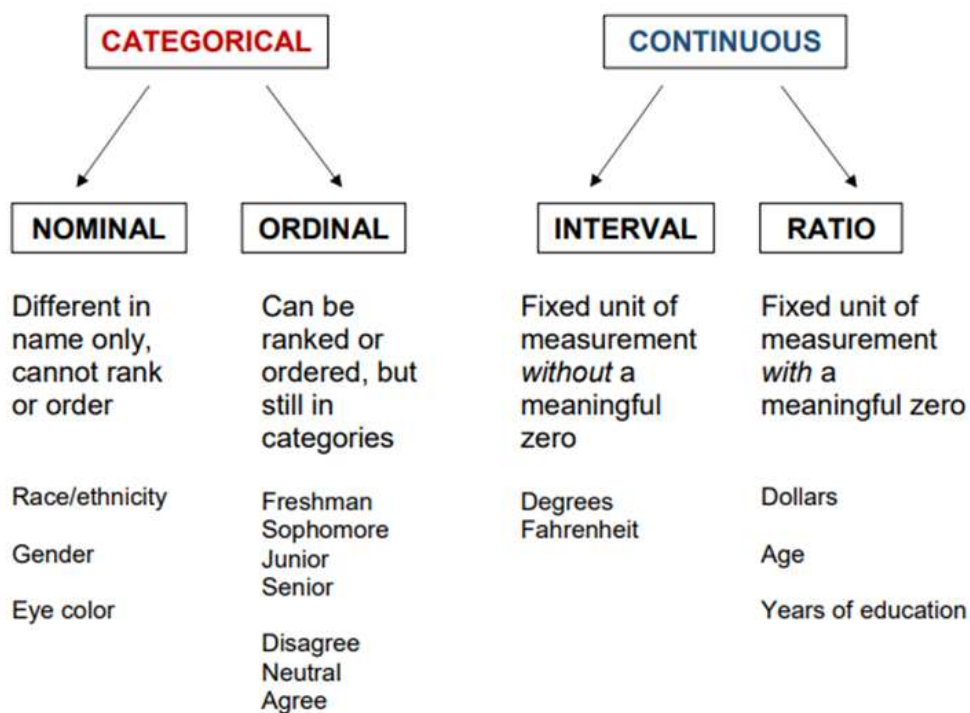 CATEGORICAL
CONTINUOUS
NOMINAL
ORDINAL
INTERVAL
RATIO
Different in
name only,
cannot rank
or order
Can be
ranked or
ordered, but
still in
categories
Fixed unit of
measurement
without a
meaningful
zero
Fixed unit of
measurement
with a
meaningful zero
Race/ethnicity
Gender
Eye color
Freshman
Sophomore
Junior
Senior
Disagree
Neutral
Agree
Degrees
Fahrenheit
Dollars
Age
Years of education